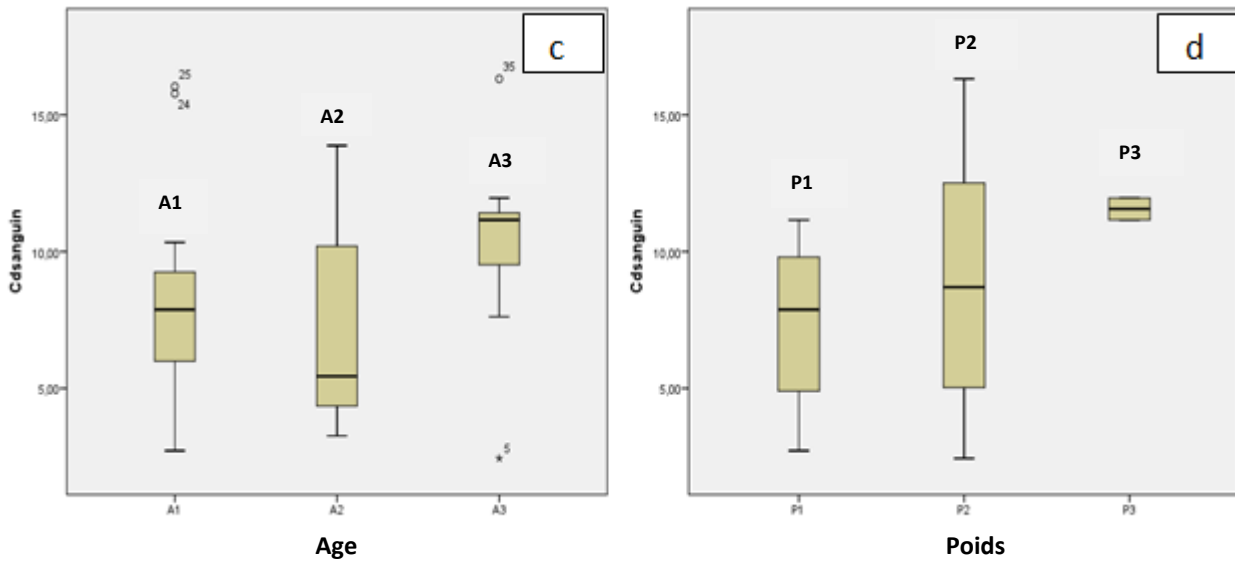 c
25
24
35
15,00
A2
A3
A1
10,00
Cdsanguin
5,00
5
A1 A2 A3
Age
d
P2
15,00
P3
P1
10,00
Cdsanguin
5,00
P1 P2 P3
Poids